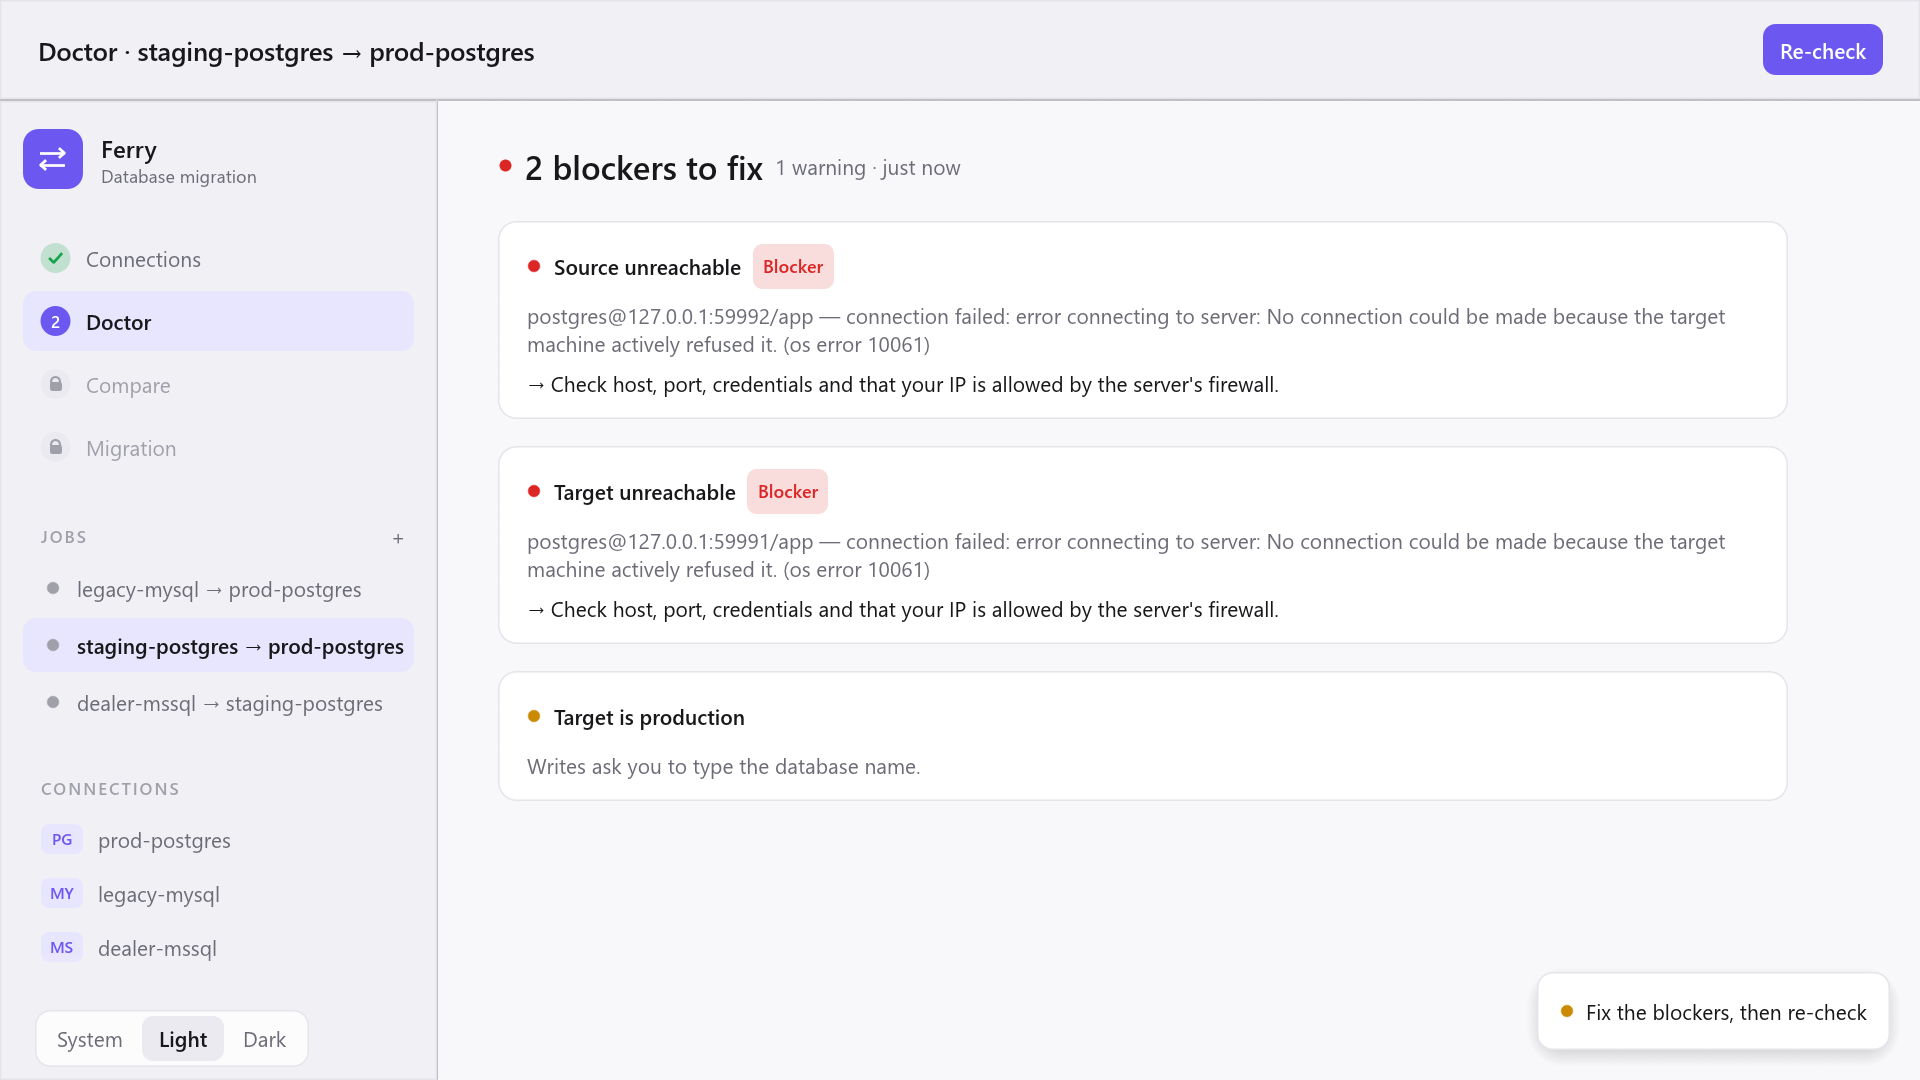 Doctor · staging-postgres → prod-postgres
Re-check
Ferry
Database migration
Connections
2 Doctor
Compare
Migration
JOBS +
legacy-mysql → prod-postgres
staging-postgres → prod-postgres
dealer-mssql → staging-postgres
CONNECTIONS
PG prod-postgres
MY legacy-mysql
MS dealer-mssql
System Light Dark
2 blockers to fix 1 warning · just now
Source unreachable Blocker
postgres@127.0.0.1:59992/app — connection failed: error connecting to server: No connection could be made because the target
machine actively refused it. (os error 10061)
→ Check host, port, credentials and that your IP is allowed by the server's firewall.
Target unreachable Blocker
postgres@127.0.0.1:59991/app — connection failed: error connecting to server: No connection could be made because the target
machine actively refused it. (os error 10061)
→ Check host, port, credentials and that your IP is allowed by the server's firewall.
Target is production
Writes ask you to type the database name.
Fix the blockers, then re-check